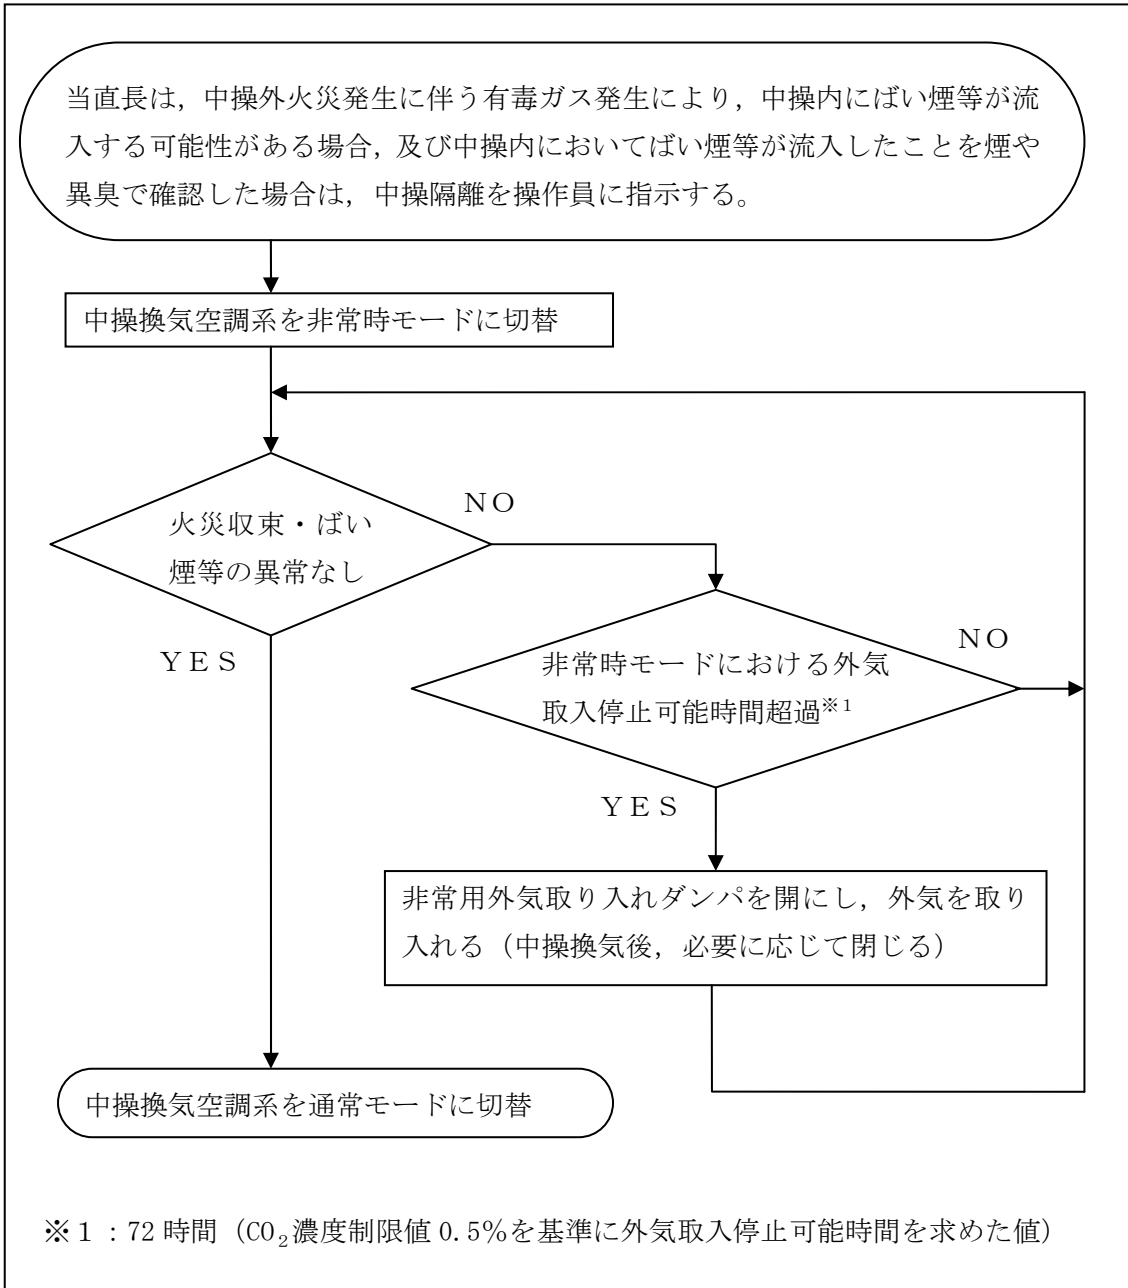 当直長は，中操外火災発生に伴う有毒ガス発生により，中操内にばい煙等が流
入する可能性がある場合，及び中操内においてばい煙等が流入したことを煙や
異臭で確認した場合は，中操隔離を操作員に指示する。
中操換気空調系を非常時モードに切替
火災収束・ばい
煙等の異常なし
ＮＯ
ＹＥＳ
非常時モードにおける外気
取入停止可能時間超過※１
ＮＯ
ＹＥＳ
非常用外気取り入れダンパを開にし，外気を取り
入れる（中操換気後，必要に応じて閉じる）
中操換気空調系を通常モードに切替
※１：72 時間（CO₂濃度制限値 0.5％を基準に外気取入停止可能時間を求めた値）